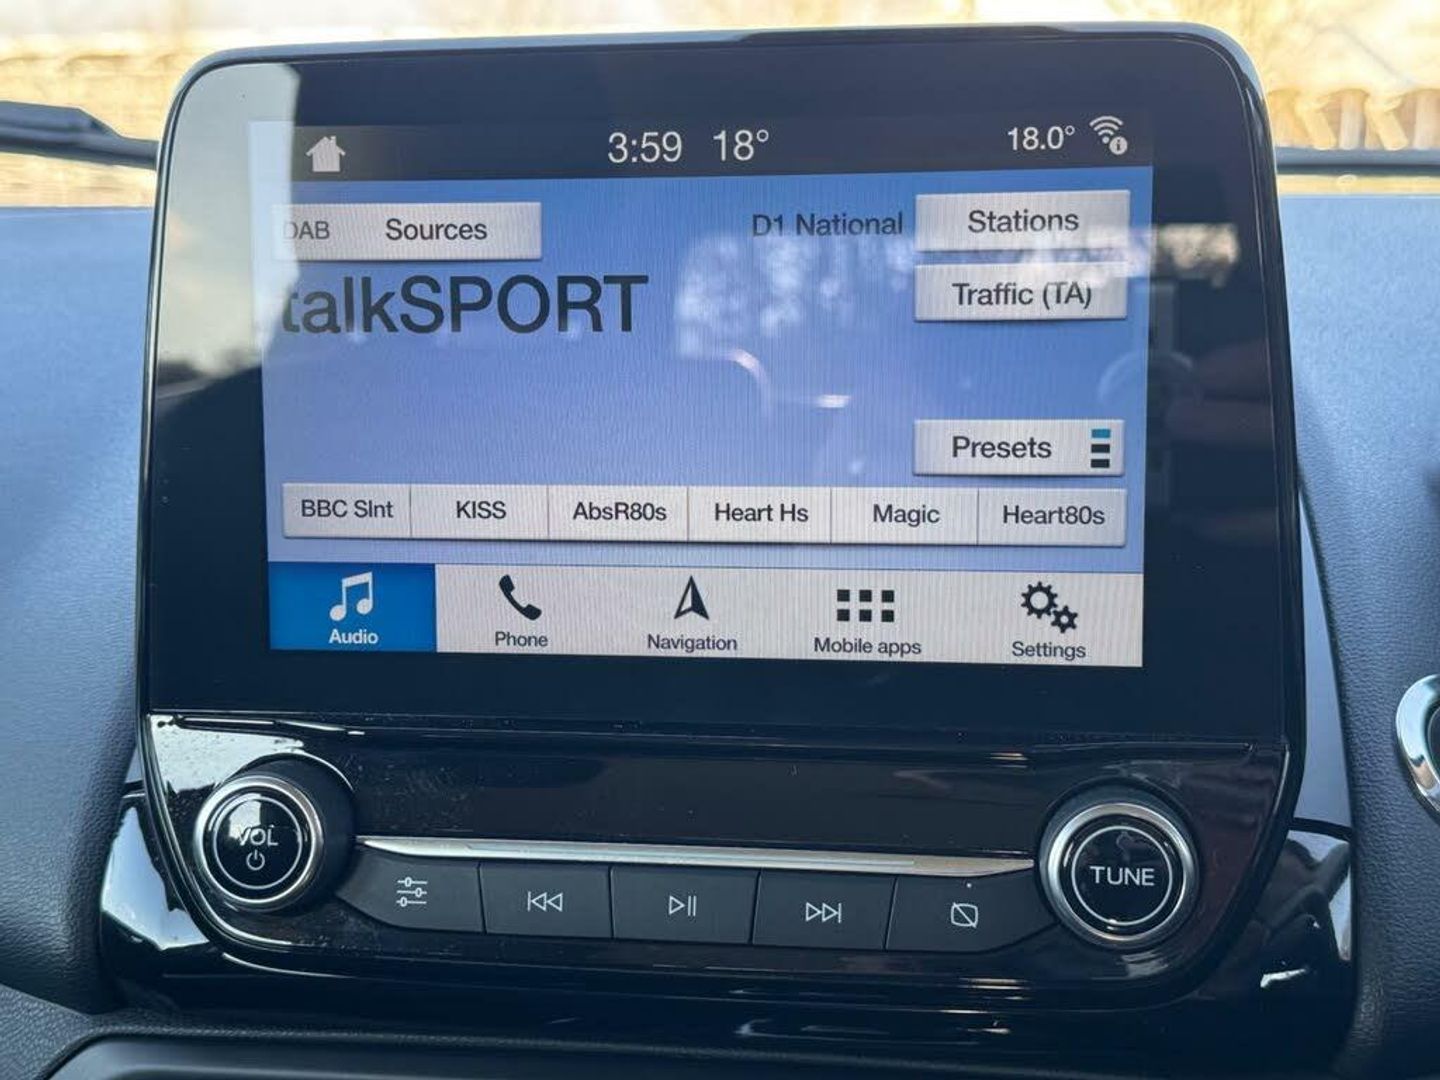 3:59 18° 18.0°
DAB Sources D1 National Stations
talkSPORT
Traffic (TA)
Presets
BBC Slnt KISS AbsR80s Heart Hs Magic Heart80s
Audio Phone Navigation Mobile apps Settings
VOL
TUNE